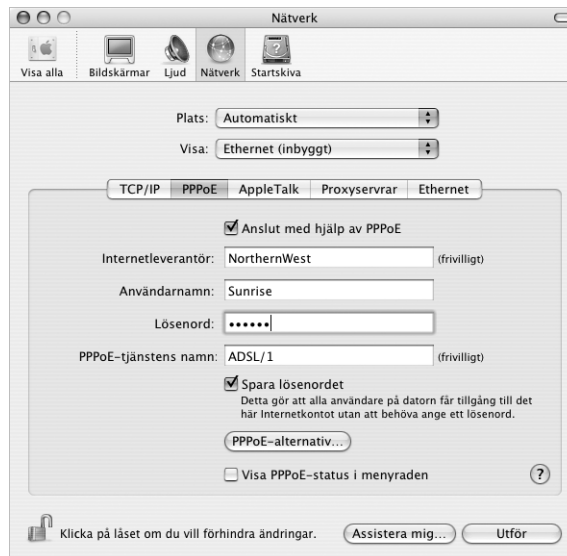 Nätverk
Visa alla
Bildskärmar
Ljud
Nätverk
Startskiva
Plats: Automatiskt
Visa: Ethernet (inbyggt)
TCP/IP PPPoE AppleTalk Proxyservrar Ethernet
Anslut med hjälp av PPPoE
Internetleverantör: NorthernWest (frivilligt)
Användarnamn: Sunrise
Lösenord: ••••••
PPPoE-tjänstens namn: ADSL/1 (frivilligt)
Spara lösenordet
Detta gör att alla användare på datorn får tillgång till det
här Internetkontot utan att behöva ange ett lösenord.
PPPoE-alternativ...
Visa PPPoE-status i menyraden ?
Klicka på låset om du vill förhindra ändringar. Assistera mig... Utför